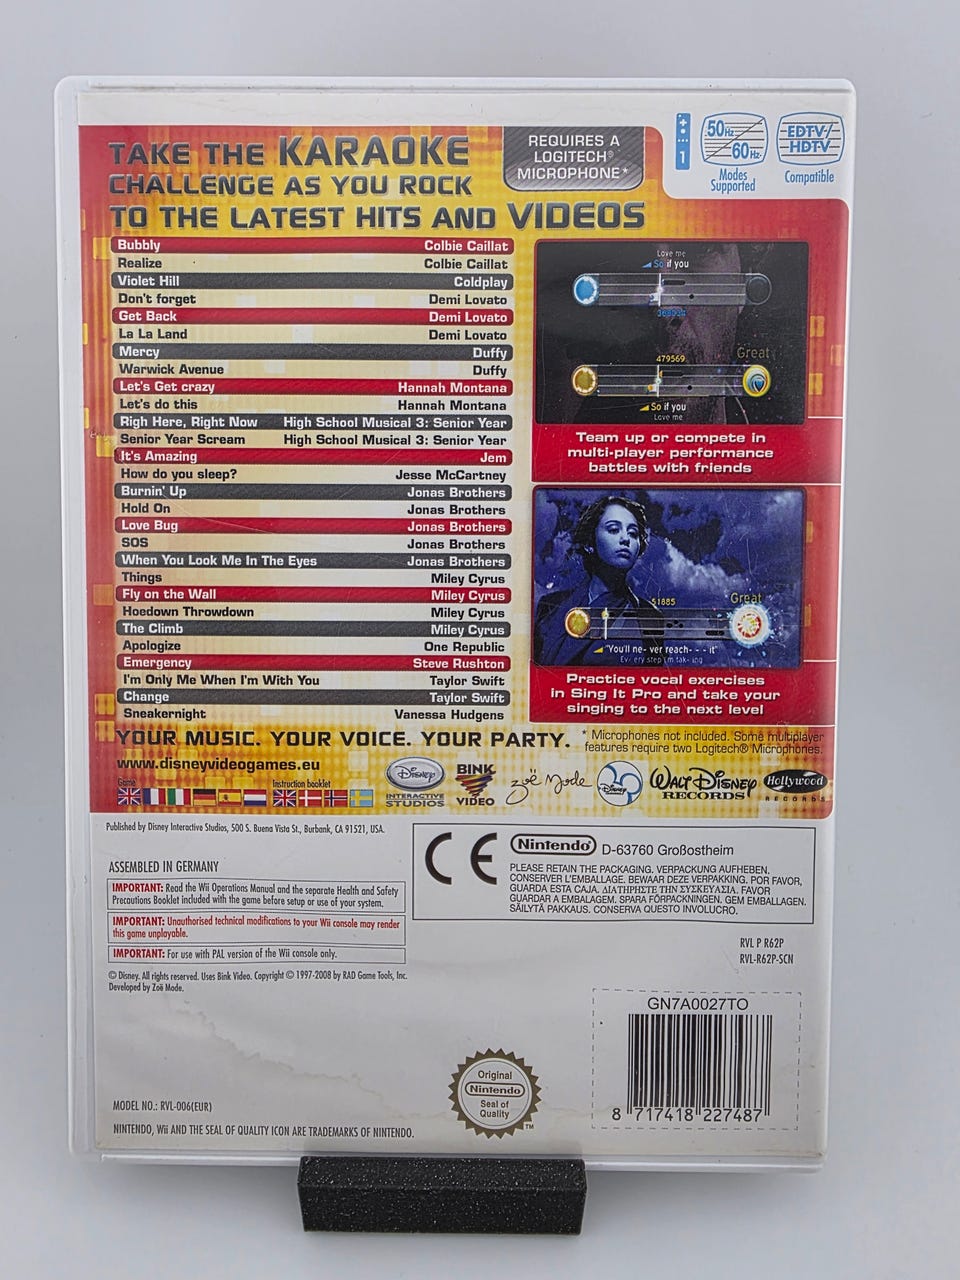 TAKE THE KARAOKE
CHALLENGE AS YOU ROCK
TO THE LATEST HITS AND VIDEOS
REQUIRES A
LOGITECH®
MICROPHONE*
1
50Hz
60Hz
Modes
Supported
EDTV/
HDTV
Compatible
Bubbly Colbie Caillat
Realize Colbie Caillat
Violet Hill Coldplay
Don't forget Demi Lovato
Get Back Demi Lovato
La La Land Demi Lovato
Mercy Duffy
Warwick Avenue Duffy
Let's Get crazy Hannah Montana
Let's do this Hannah Montana
Righ Here, Right Now High School Musical 3: Senior Year
Senior Year Scream High School Musical 3: Senior Year
It's Amazing Jem
How do you sleep? Jesse McCartney
Burnin' Up Jonas Brothers
Hold On Jonas Brothers
Love Bug Jonas Brothers
SOS Jonas Brothers
When You Look Me In The Eyes Jonas Brothers
Things Miley Cyrus
Fly on the Wall Miley Cyrus
Hoedown Throwdown Miley Cyrus
The Climb Miley Cyrus
Apologize One Republic
Emergency Steve Rushton
I'm Only Me When I'm With You Taylor Swift
Change Taylor Swift
Sneakernight Vanessa Hudgens
Love me
So if you
479569
Great
So if you
Love me
Team up or compete in
multi-player performance
battles with friends
51885
Great
"You'll ne- ver reach- - - it"
Ev- ery step I'm tak- ing
Practice vocal exercises
in Sing It Pro and take your
singing to the next level
YOUR MUSIC. YOUR VOICE. YOUR PARTY.
* Microphones not included. Some multiplayer
features require two Logitech® Microphones.
www.disneyvideogames.eu
Game
Instruction booklet
Disney
INTERACTIVE
STUDIOS
BINK
VIDEO
zoë mode
Disney
WALT DISNEY
RECORDS
Hollywood
RECORDS
Published by Disney Interactive Studios, 500 S. Buena Vista St., Burbank, CA 91521, USA.
ASSEMBLED IN GERMANY
IMPORTANT: Read the Wii Operations Manual and the separate Health and Safety
Precautions Booklet included with the game before setup or use of your system.
IMPORTANT: Unauthorised technical modifications to your Wii console may render
this game unplayable.
IMPORTANT: For use with PAL version of the Wii console only.
© Disney. All rights reserved. Uses Bink Video. Copyright © 1997-2008 by RAD Game Tools, Inc.
Developed by Zoë Mode.
CE
Nintendo® D-63760 Großostheim
PLEASE RETAIN THE PACKAGING. VERPACKUNG AUFHEBEN.
CONSERVER L'EMBALLAGE. BEWAAR DEZE VERPAKKING. POR FAVOR,
GUARDA ESTA CAJA. ΔΙΑΤΗΡΗΣΤΕ ΤΗΝ ΣΥΣΚΕΥΑΣΙΑ. FAVOR
GUARDAR A EMBALAGEM. SPARA FÖRPACKNINGEN. GEM EMBALLAGEN.
SÄILYTÄ PAKKAUS. CONSERVA QUESTO INVOLUCRO.
RVL P R62P
RVL-R62P-SCN
GN7A0027TO
8 717418 227487
Original
Nintendo
Seal of
Quality
TM
MODEL NO.: RVL-006(EUR)
NINTENDO, Wii AND THE SEAL OF QUALITY ICON ARE TRADEMARKS OF NINTENDO.